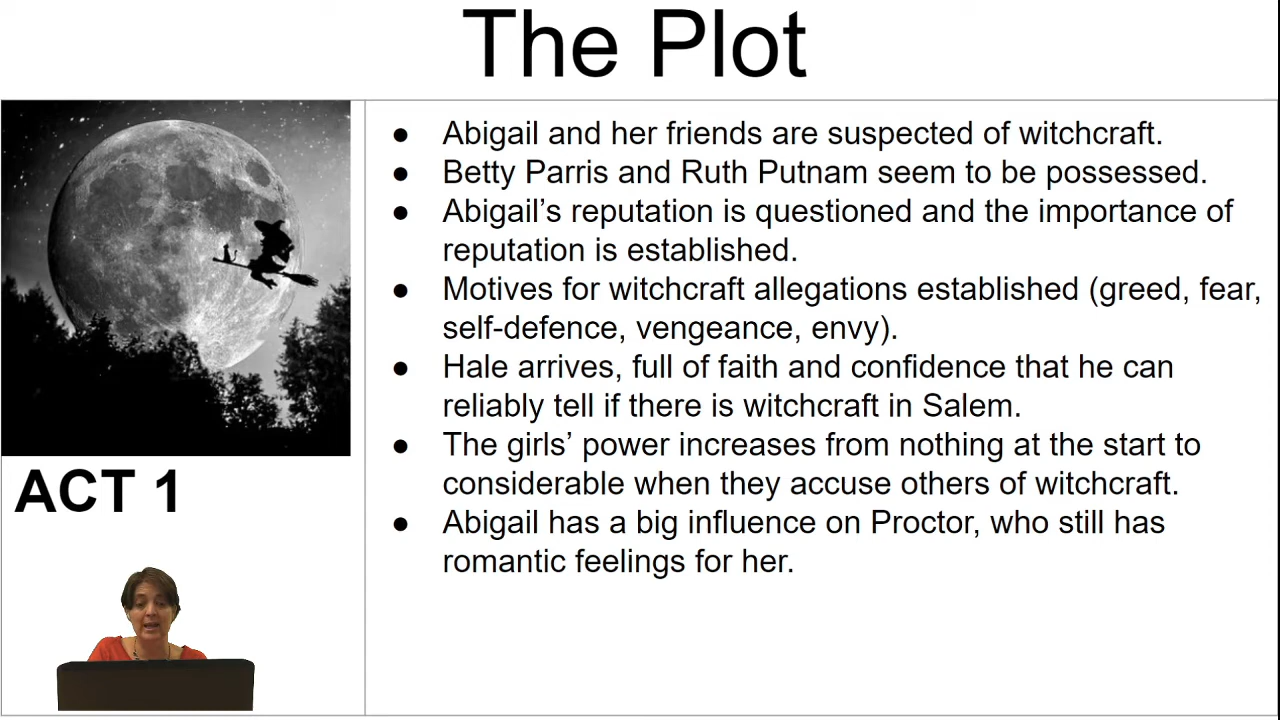 The Plot
● Abigail and her friends are suspected of witchcraft.
● Betty Parris and Ruth Putnam seem to be possessed.
● Abigail’s reputation is questioned and the importance of
reputation is established.
● Motives for witchcraft allegations established (greed, fear,
self-defence, vengeance, envy).
● Hale arrives, full of faith and confidence that he can
reliably tell if there is witchcraft in Salem.
● The girls’ power increases from nothing at the start to
considerable when they accuse others of witchcraft.
● Abigail has a big influence on Proctor, who still has
romantic feelings for her.
ACT 1